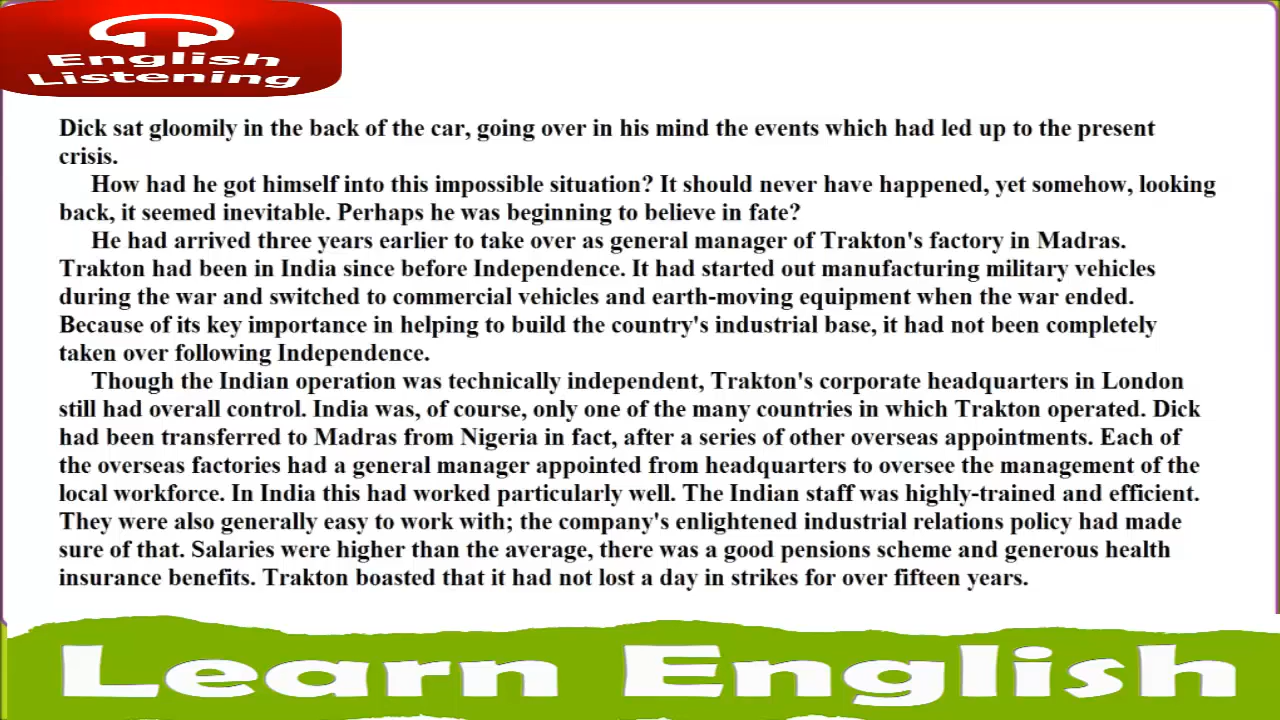 English
Listening
Dick sat gloomily in the back of the car, going over in his mind the events which had led up to the present
crisis.
How had he got himself into this impossible situation? It should never have happened, yet somehow, looking
back, it seemed inevitable. Perhaps he was beginning to believe in fate?
He had arrived three years earlier to take over as general manager of Trakton's factory in Madras.
Trakton had been in India since before Independence. It had started out manufacturing military vehicles
during the war and switched to commercial vehicles and earth-moving equipment when the war ended.
Because of its key importance in helping to build the country's industrial base, it had not been completely
taken over following Independence.
Though the Indian operation was technically independent, Trakton's corporate headquarters in London
still had overall control. India was, of course, only one of the many countries in which Trakton operated. Dick
had been transferred to Madras from Nigeria in fact, after a series of other overseas appointments. Each of
the overseas factories had a general manager appointed from headquarters to oversee the management of the
local workforce. In India this had worked particularly well. The Indian staff was highly-trained and efficient.
They were also generally easy to work with; the company's enlightened industrial relations policy had made
sure of that. Salaries were higher than the average, there was a good pensions scheme and generous health
insurance benefits. Trakton boasted that it had not lost a day in strikes for over fifteen years.
Learn English